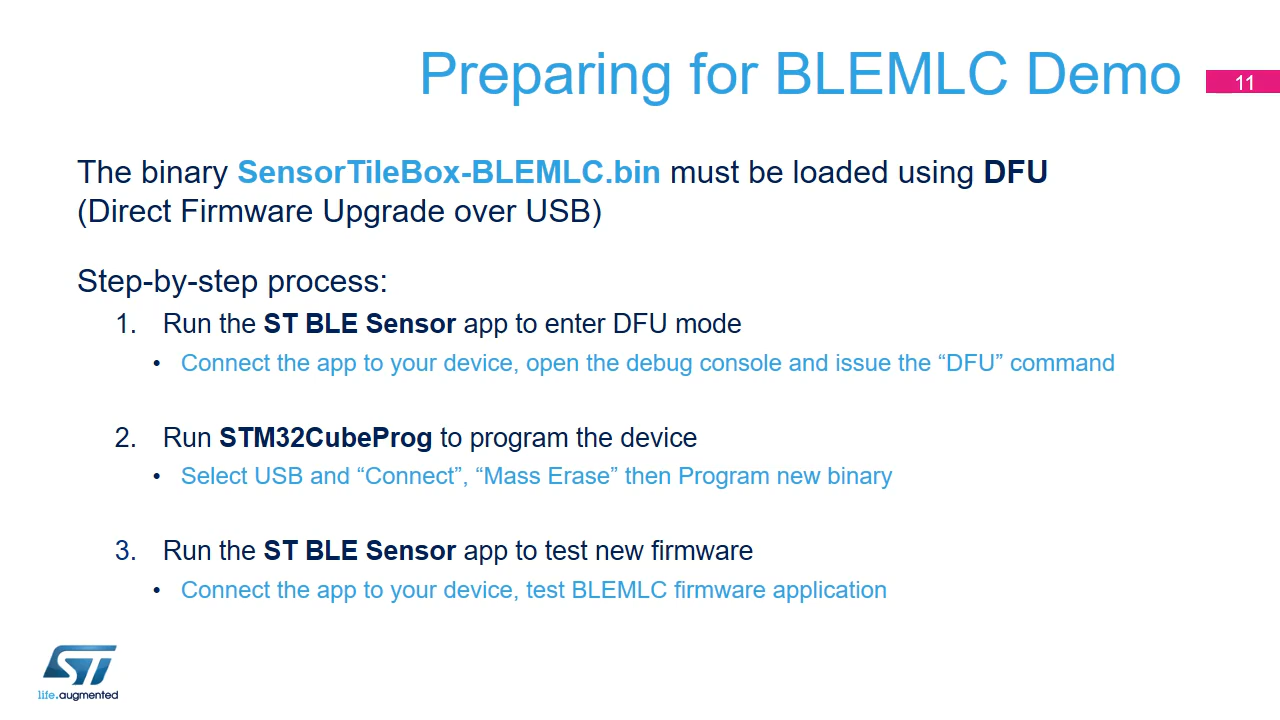 Preparing for BLEMLC Demo
11
The binary SensorTileBox-BLEMLC.bin must be loaded using DFU
(Direct Firmware Upgrade over USB)
Step-by-step process:
1. Run the ST BLE Sensor app to enter DFU mode
• Connect the app to your device, open the debug console and issue the “DFU” command
2. Run STM32CubeProg to program the device
• Select USB and “Connect”, “Mass Erase” then Program new binary
3. Run the ST BLE Sensor app to test new firmware
• Connect the app to your device, test BLEMLC firmware application
ST
life.augmented